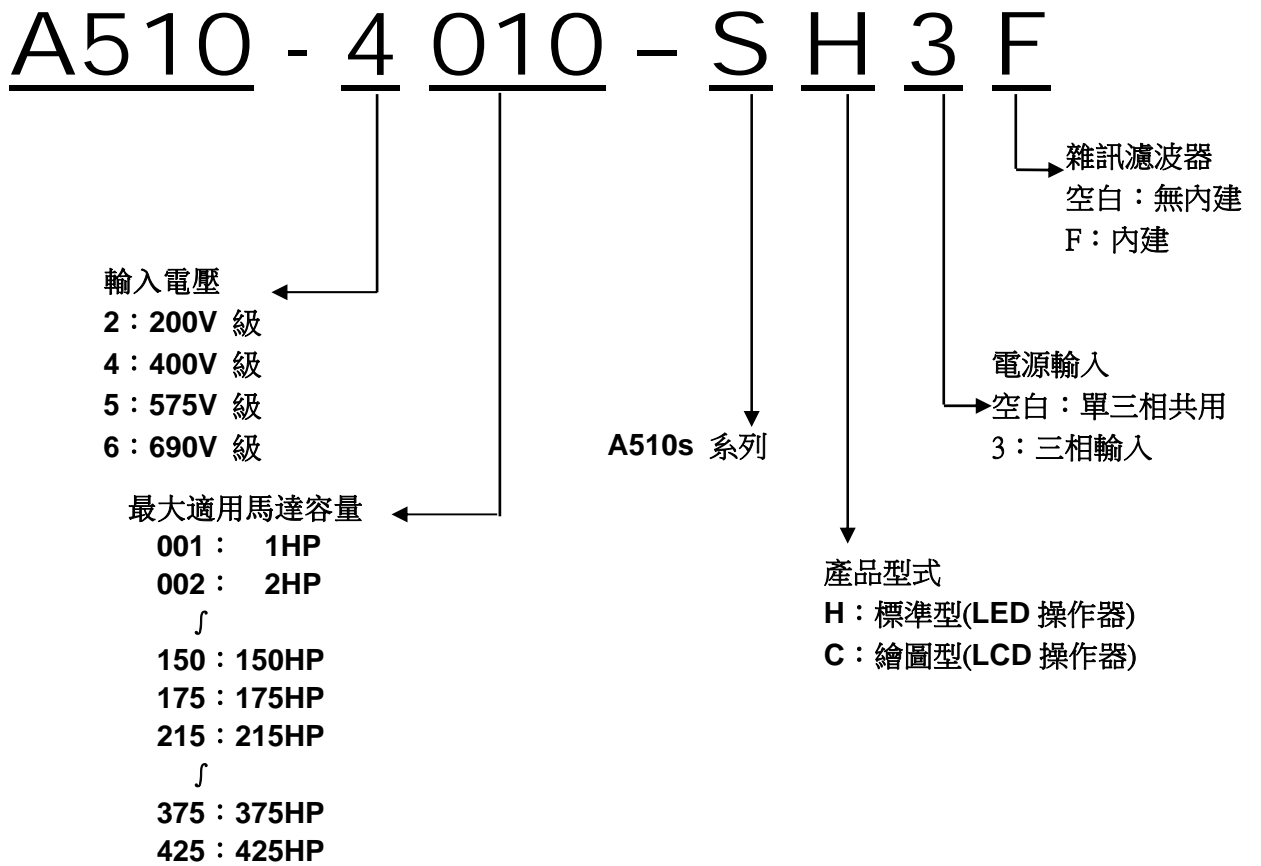 A510 - 4 010 – S H 3 F
雜訊濾波器
空白：無內建
F：內建
輸入電壓
2：200V 級
4：400V 級
5：575V 級
6：690V 級
電源輸入
空白：單三相共用
3：三相輸入
A510s 系列
最大適用馬達容量
001： 1HP
002： 2HP
∫
150：150HP
175：175HP
215：215HP
∫
375：375HP
425：425HP
產品型式
H：標準型(LED 操作器)
C：繪圖型(LCD 操作器)